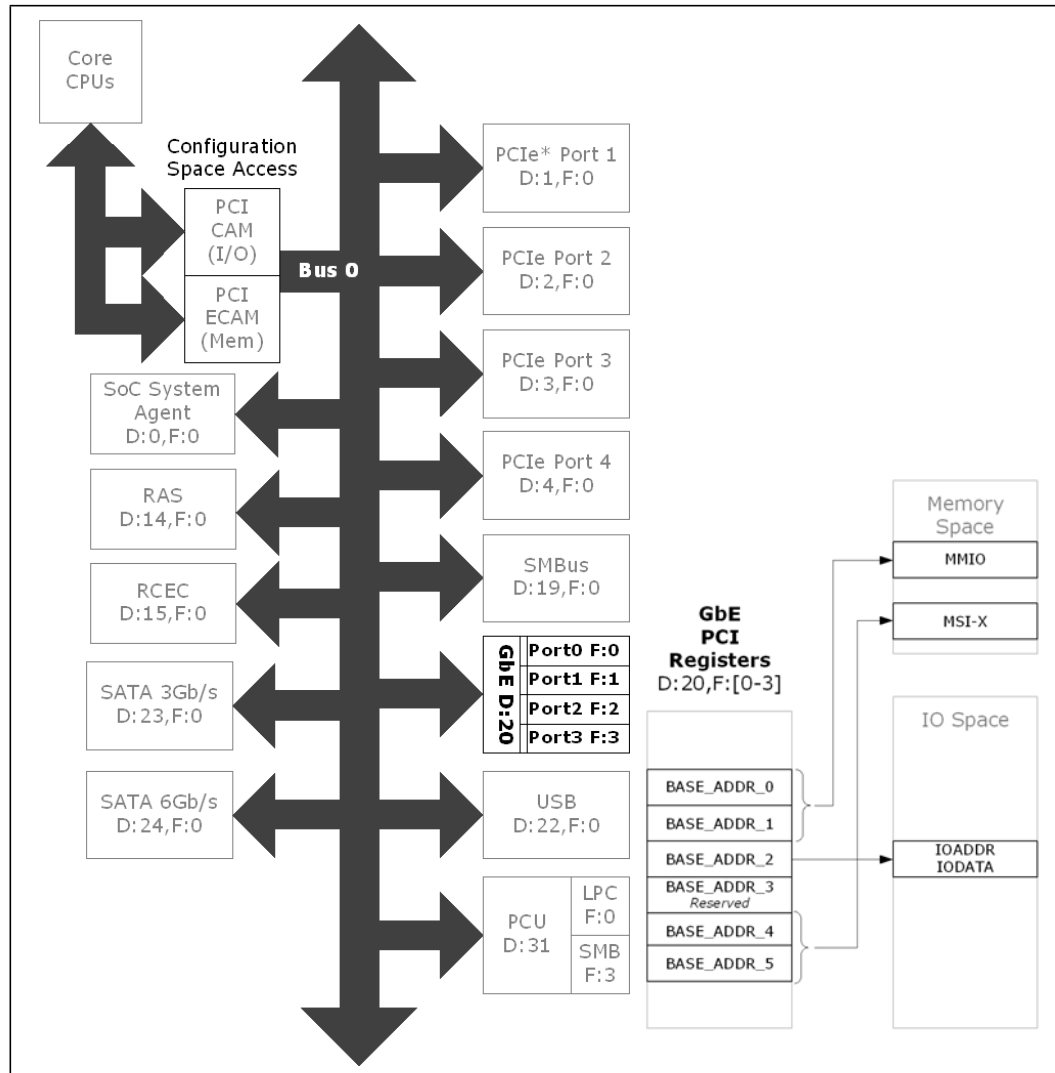 Core
CPUs
Configuration
Space Access
PCI
CAM
(I/O)
PCI
ECAM
(Mem)
Bus 0
SoC System
Agent
D:0,F:0
RAS
D:14,F:0
RCEC
D:15,F:0
SATA 3Gb/s
D:23,F:0
SATA 6Gb/s
D:24,F:0
PCIe* Port 1
D:1,F:0
PCIe Port 2
D:2,F:0
PCIe Port 3
D:3,F:0
PCIe Port 4
D:4,F:0
SMBus
D:19,F:0
GbE D:20
Port0 F:0
Port1 F:1
Port2 F:2
Port3 F:3
USB
D:22,F:0
PCU
D:31
LPC
F:0
SMB
F:3
GbE
PCI
Registers
D:20,F:[0-3]
BASE_ADDR_0
BASE_ADDR_1
BASE_ADDR_2
BASE_ADDR_3
Reserved
BASE_ADDR_4
BASE_ADDR_5
Memory
Space
MMIO
MSI-X
IO Space
IOADDR
IODATA